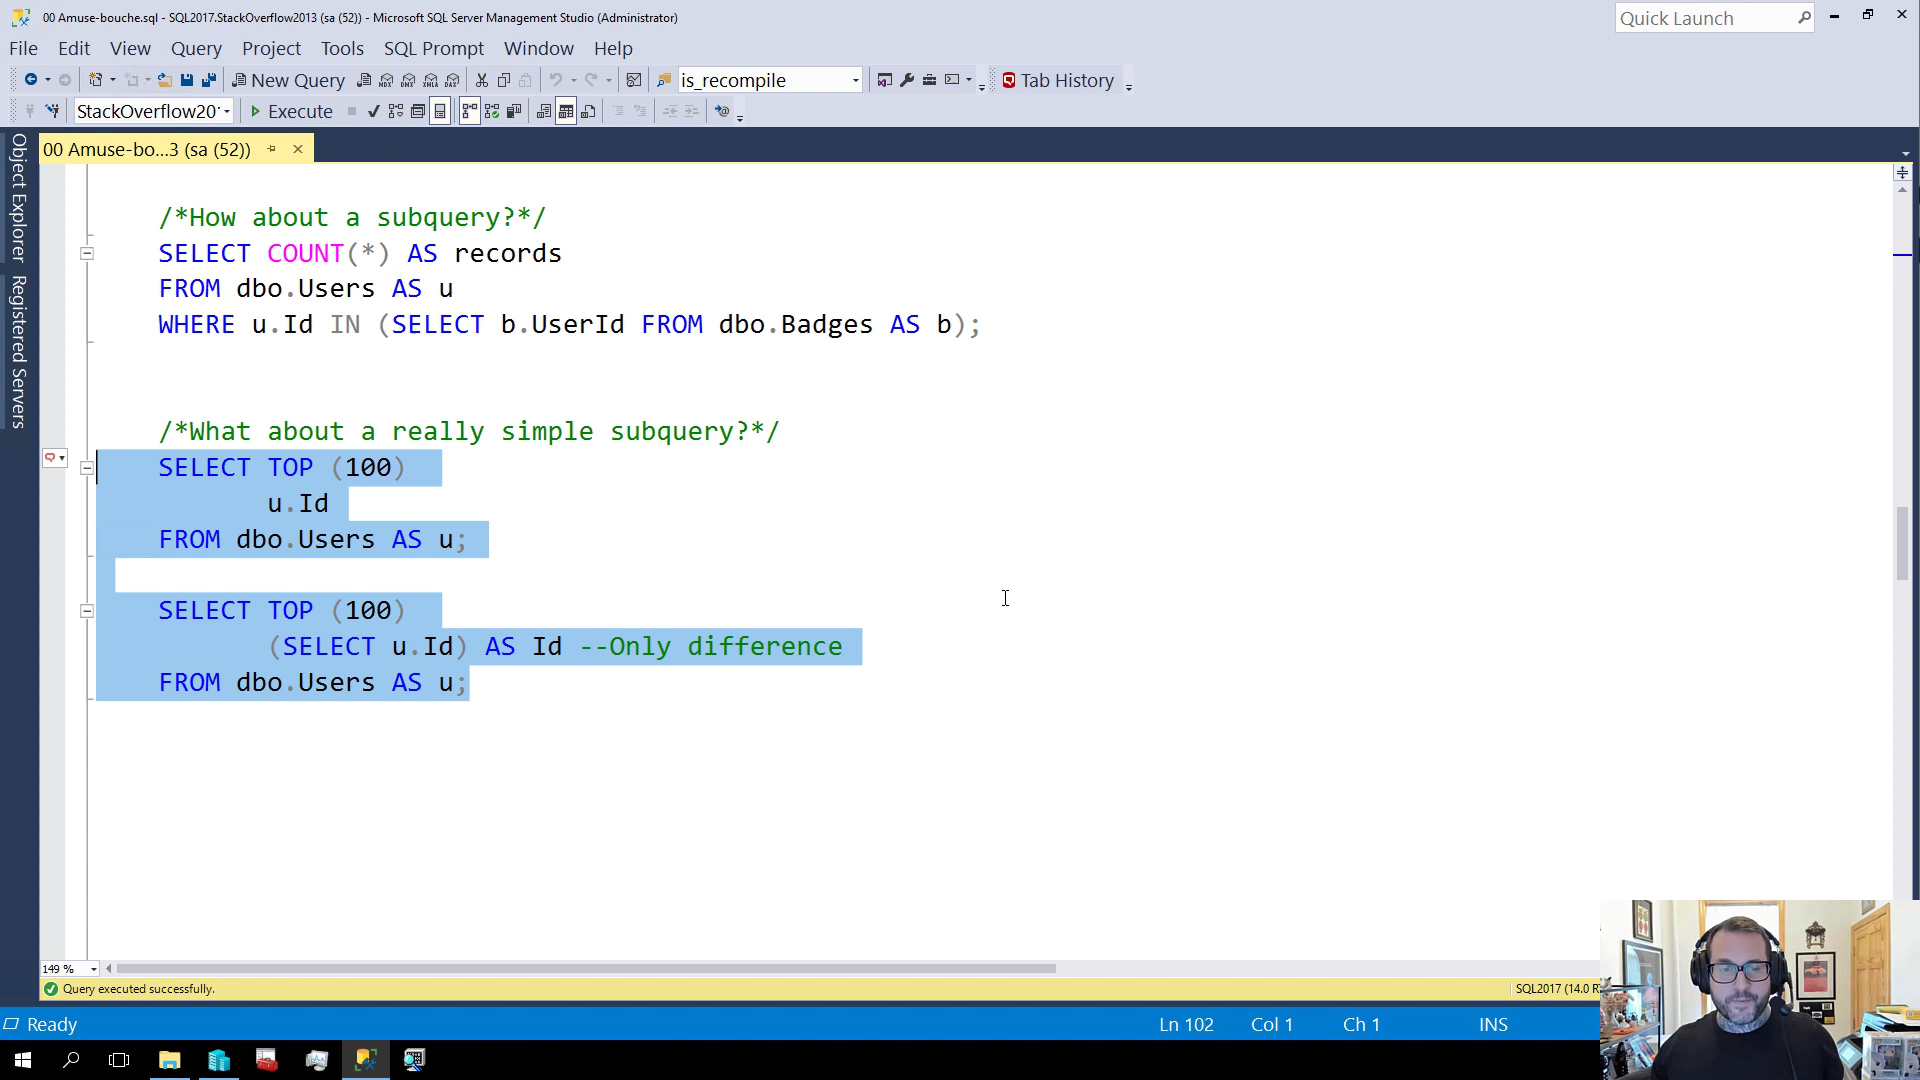 00 Amuse-bouche.sql - SQL2017.StackOverflow2013 (sa (52)) - Microsoft SQL Server Management Studio (Administrator)
Quick Launch
File Edit View Query Project Tools SQL Prompt Window Help
New Query
MDX DMX XMLA DAX
is_recompile
Tab History
StackOverflow201
Execute
00 Amuse-bo...3 (sa (52))
Object Explorer
Registered Servers
/*How about a subquery?*/
SELECT COUNT(*) AS records
FROM dbo.Users AS u
WHERE u.Id IN (SELECT b.UserId FROM dbo.Badges AS b);
/*What about a really simple subquery?*/
SELECT TOP (100)
u.Id
FROM dbo.Users AS u;
SELECT TOP (100)
(SELECT u.Id) AS Id --Only difference
FROM dbo.Users AS u;
149 %
Query executed successfully.
SQL2017 (14.0
Ready
Ln 102 Col 1 Ch 1 INS